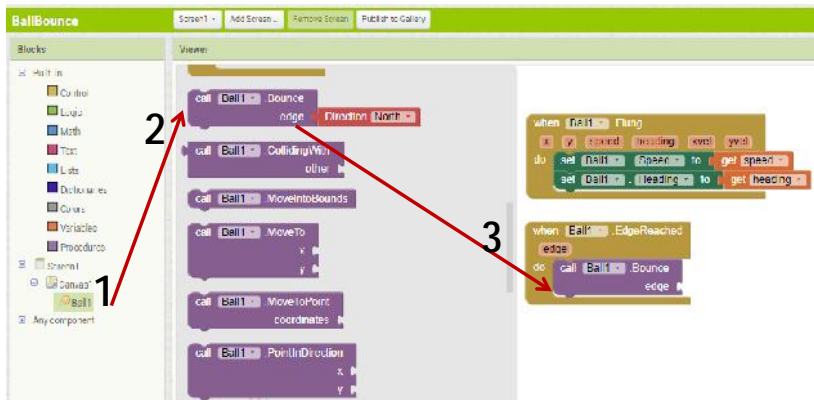 BallBounce
Screen1 Add Screen ... Remove Screen Publish to Gallery
Blocks
Viewer
Built-in
Control
Logic
Math
Text
Lists
Dictionaries
Colors
Variables
Procedures
Screen1
Canvas1
Ball1
Any component
1
2
3
call Ball1 .Bounce
edge Direction North
call Ball1 .CollidingWith
other
call Ball1 .MoveIntoBounds
call Ball1 .MoveTo
x
y
call Ball1 .MoveToPoint
coordinates
call Ball1 .PointInDirection
x
y
when Ball1 .Flung
x y speed heading xvel yvel
do set Ball1 . Speed to get speed
set Ball1 . Heading to get heading
when Ball1 .EdgeReached
edge
do call Ball1 .Bounce
edge